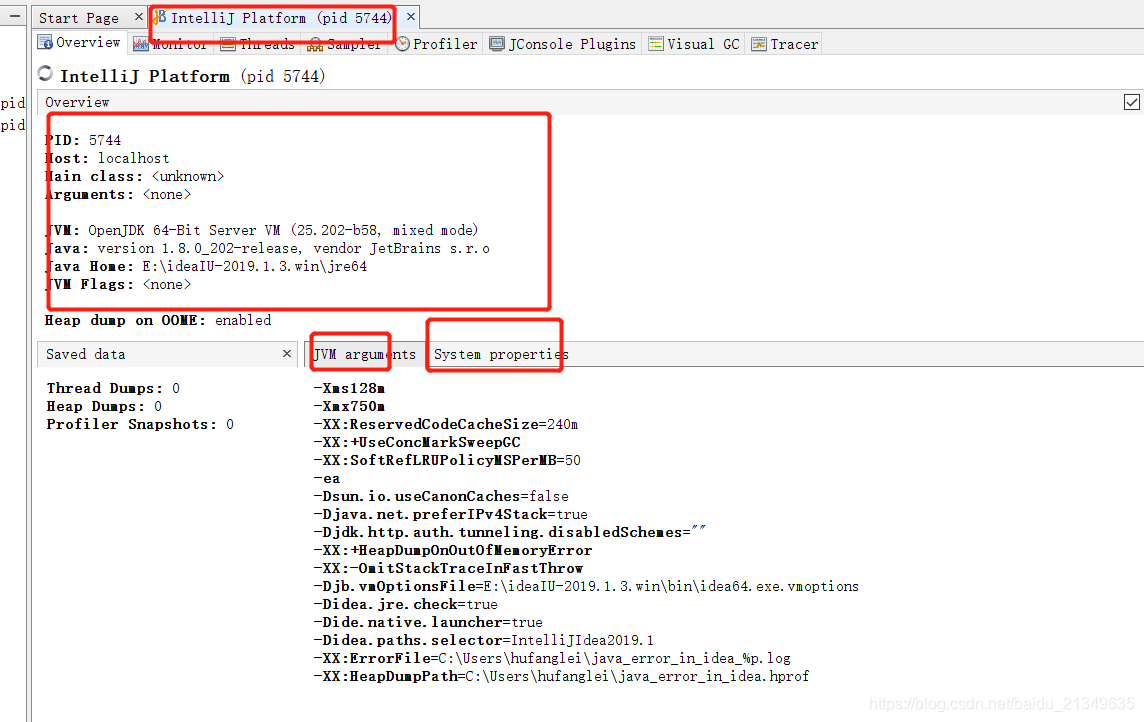 Start Page
IntelliJ Platform (pid 5744)
Overview Monitor Threads Sampler Profiler JConsole Plugins Visual GC Tracer
IntelliJ Platform (pid 5744)
pid
Overview
pid
PID: 5744
Host: localhost
Main class: <unknown>
Arguments: <none>
JVM: OpenJDK 64-Bit Server VM (25.202-b58, mixed mode)
Java: version 1.8.0_202-release, vendor JetBrains s.r.o
Java Home: E:\ideaIU-2019.1.3.win\jre64
JVM Flags: <none>
Heap dump on OOME: enabled
Saved data
Thread Dumps: 0
Heap Dumps: 0
Profiler Snapshots: 0
JVM arguments System properties
-Xms128m
-Xmx750m
-XX:ReservedCodeCacheSize=240m
-XX:+UseConcMarkSweepGC
-XX:SoftRefLRUPolicyMSPerMB=50
-ea
-Dsun.io.useCanonCaches=false
-Djava.net.preferIPv4Stack=true
-Djdk.http.auth.tunneling.disabledSchemes=""
-XX:+HeapDumpOnOutOfMemoryError
-XX:-OmitStackTraceInFastThrow
-Djb.vmOptionsFile=E:\ideaIU-2019.1.3.win\bin\idea64.exe.vmoptions
-Didea.jre.check=true
-Dide.native.launcher=true
-Didea.paths.selector=IntelliJIdea2019.1
-XX:ErrorFile=C:\Users\hufanglei\java_error_in_idea_%p.log
-XX:HeapDumpPath=C:\Users\hufanglei\java_error_in_idea.hprof
https://blog.csdn.net/baidu_21349635